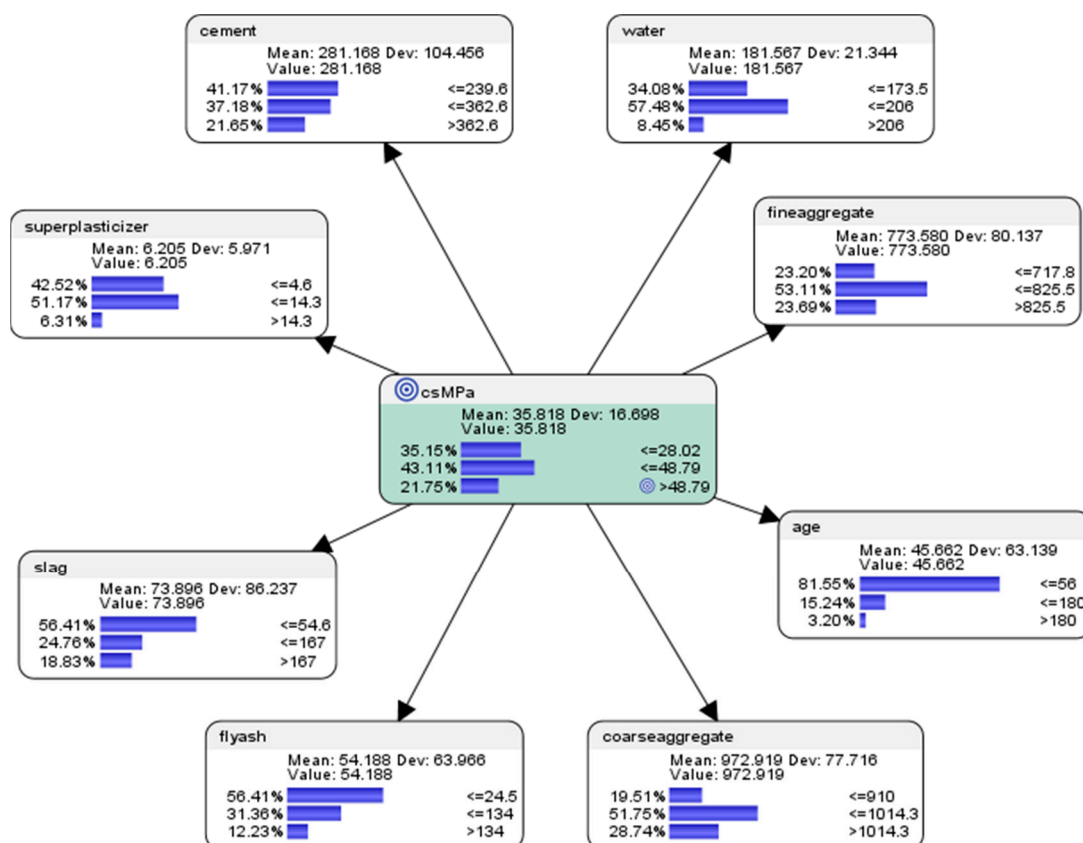 cement
Mean: 281.168 Dev: 104.456
Value: 281.168
41.17% <=239.6
37.18% <=362.6
21.65% >362.6
water
Mean: 181.567 Dev: 21.344
Value: 181.567
34.08% <=173.5
57.48% <=206
8.45% >206
superplasticizer
Mean: 6.205 Dev: 5.971
Value: 6.205
42.52% <=4.6
51.17% <=14.3
6.31% >14.3
fineaggregate
Mean: 773.580 Dev: 80.137
Value: 773.580
23.20% <=717.8
53.11% <=825.5
23.69% >825.5
csMPa
Mean: 35.818 Dev: 16.698
Value: 35.818
35.15% <=28.02
43.11% <=48.79
21.75% >48.79
slag
Mean: 73.896 Dev: 86.237
Value: 73.896
56.41% <=54.6
24.76% <=167
18.83% >167
age
Mean: 45.662 Dev: 63.139
Value: 45.662
81.55% <=56
15.24% <=180
3.20% >180
flyash
Mean: 54.188 Dev: 63.966
Value: 54.188
56.41% <=24.5
31.36% <=134
12.23% >134
coarseaggregate
Mean: 972.919 Dev: 77.716
Value: 972.919
19.51% <=910
51.75% <=1014.3
28.74% >1014.3